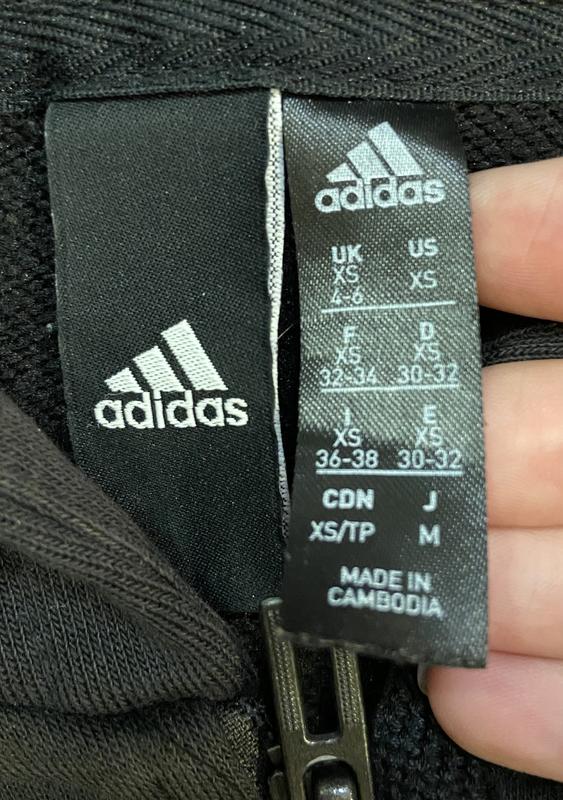 adidas
adidas
UK US
XS XS
4-6
F D
XS XS
32-34 30-32
I E
XS XS
36-38 30-32
CDN J
XS/TP M
MADE IN
CAMBODIA